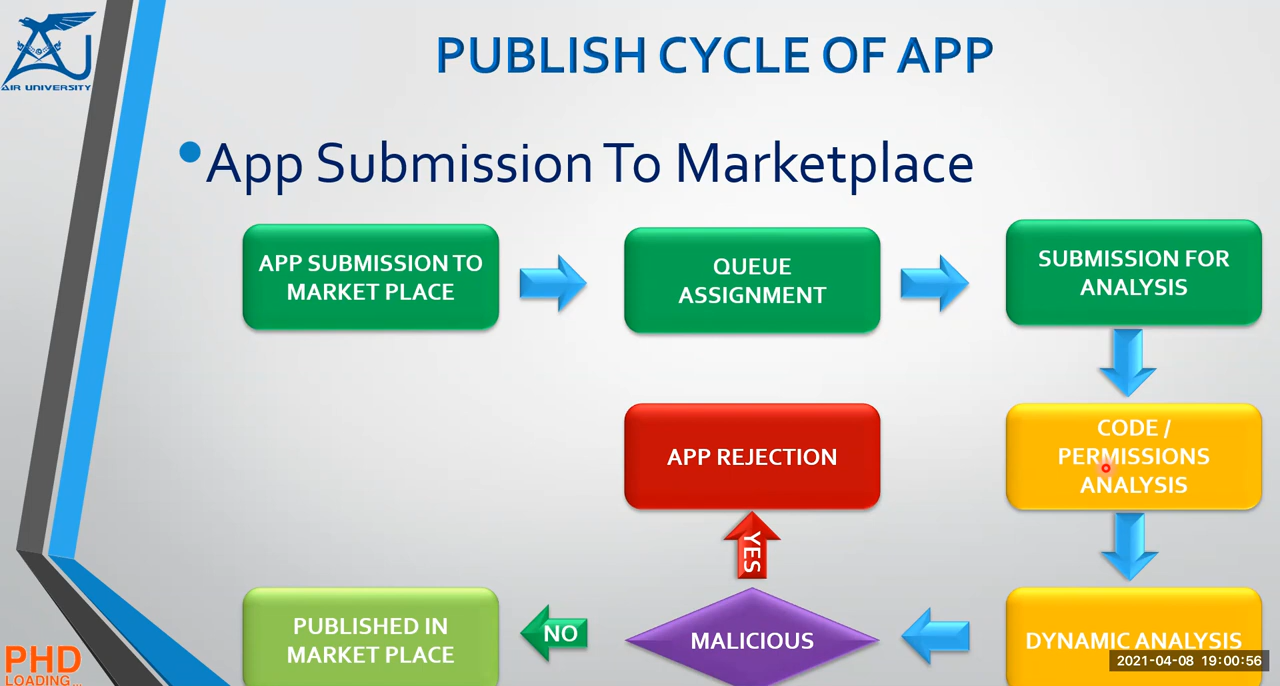 AIR UNIVERSITY
PUBLISH CYCLE OF APP
App Submission To Marketplace
APP SUBMISSION TO
MARKET PLACE
QUEUE
ASSIGNMENT
SUBMISSION FOR
ANALYSIS
CODE /
PERMISSIONS
ANALYSIS
APP REJECTION
YES
DYNAMIC ANALYSIS
MALICIOUS
NO
PUBLISHED IN
MARKET PLACE
PHD
LOADING...
2021-04-08 19:00:56